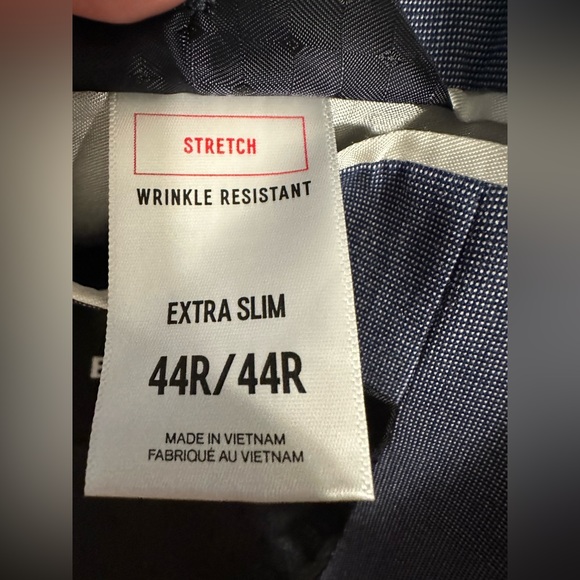 STRETCH
WRINKLE RESISTANT
EXTRA SLIM
44R/44R
MADE IN VIETNAM
FABRIQUÉ AU VIETNAM